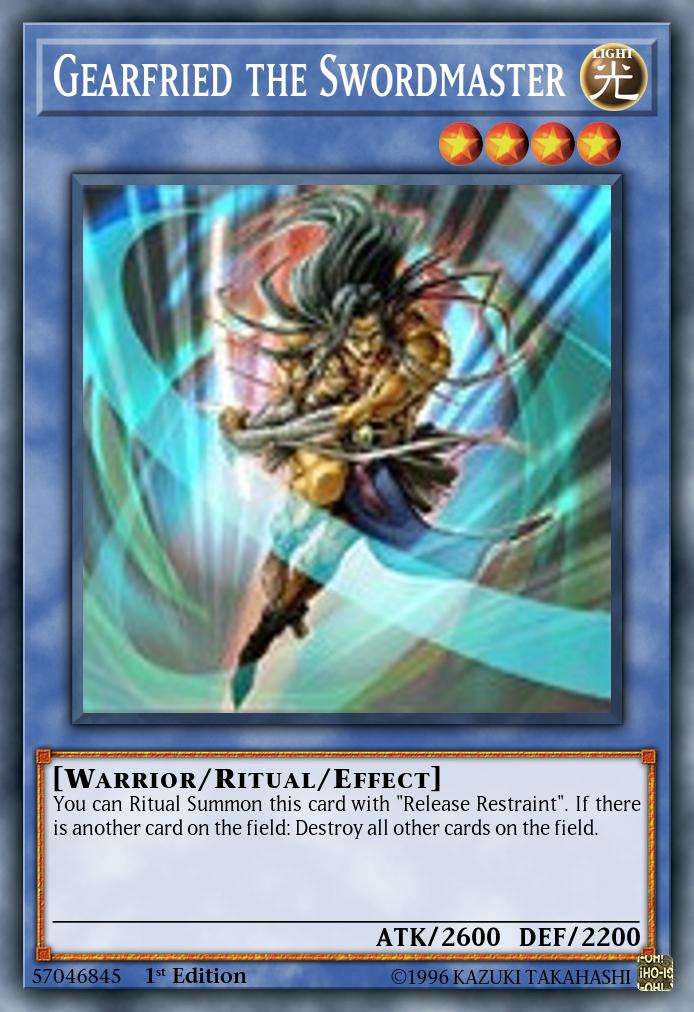 Gearfried the Swordmaster
LIGHT
光
[Warrior/Ritual/Effect]
You can Ritual Summon this card with "Release Restraint". If there
is another card on the field: Destroy all other cards on the field.
ATK/2600 DEF/2200
57046845 1st Edition ©1996 KAZUKI TAKAHASHI